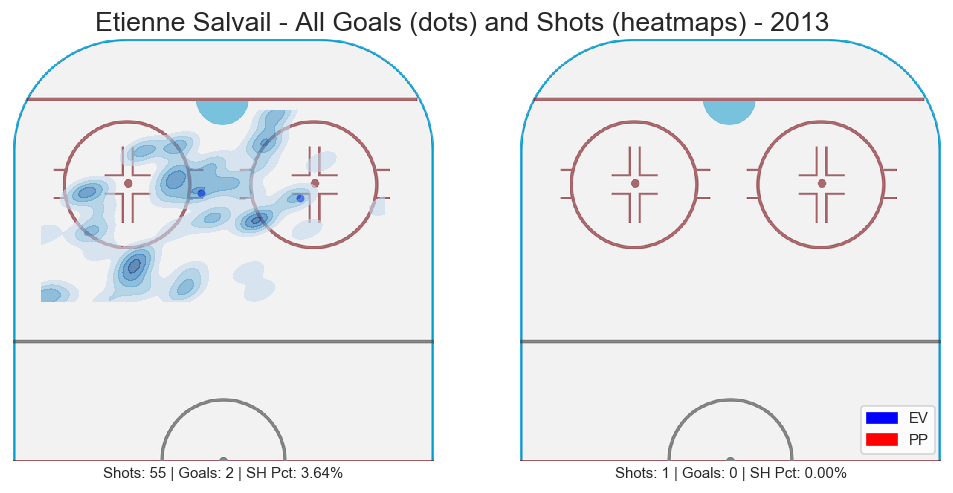 Etienne Salvail - All Goals (dots) and Shots (heatmaps) - 2013
EV
PP
Shots: 55 | Goals: 2 | SH Pct: 3.64%
Shots: 1 | Goals: 0 | SH Pct: 0.00%